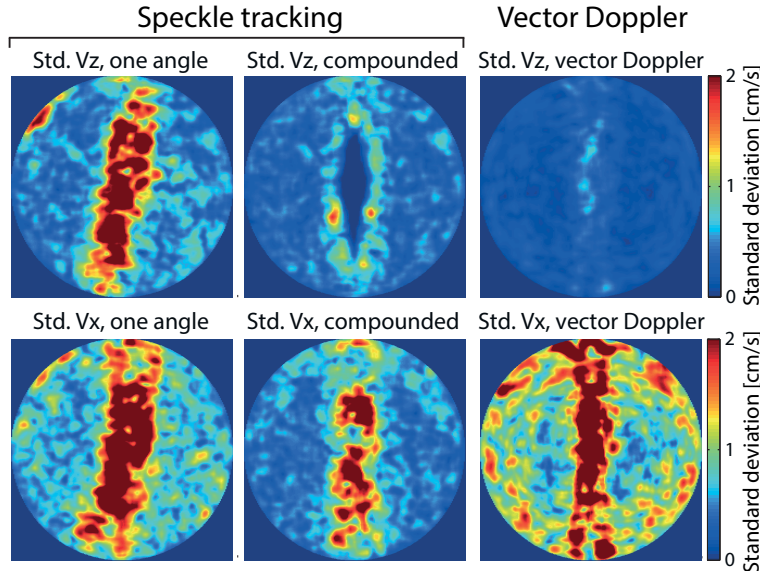 Speckle tracking Vector Doppler
Std. Vz, one angle Std. Vz, compounded Std. Vz, vector Doppler
2
1
0
Standard deviation [cm/s]
Std. Vx, one angle Std. Vx, compounded Std. Vx, vector Doppler
2
1
0
Standard deviation [cm/s]